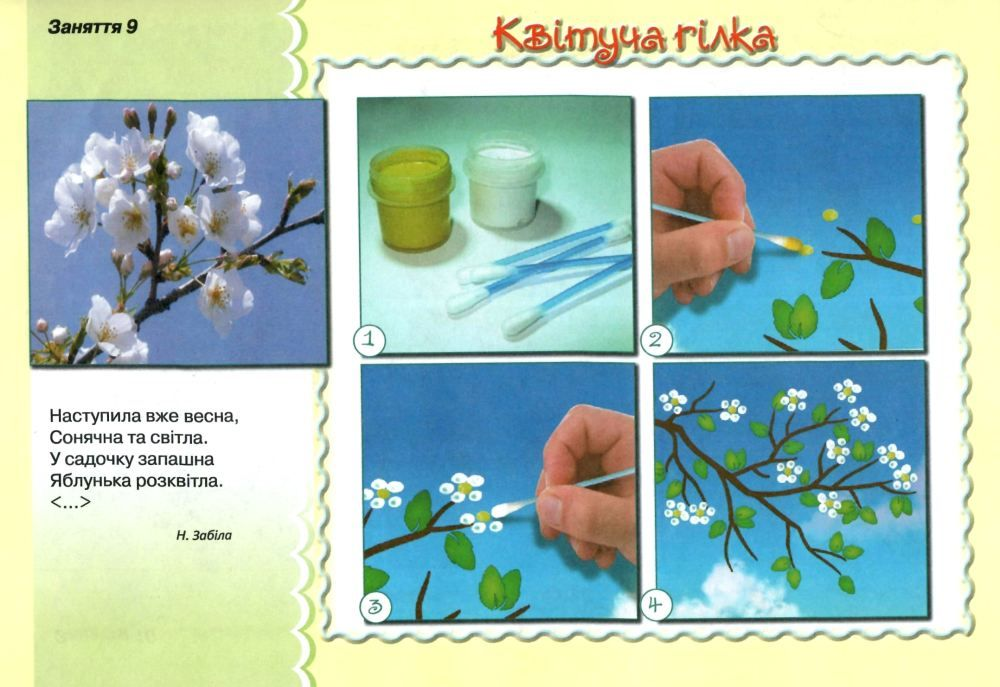 Заняття 9
Квітуча гілка
Наступила вже весна,
Сонячна та світла.
У садочку запашна
Яблунька розквітла.
<...>
Н. Забіла
1
2
3
4